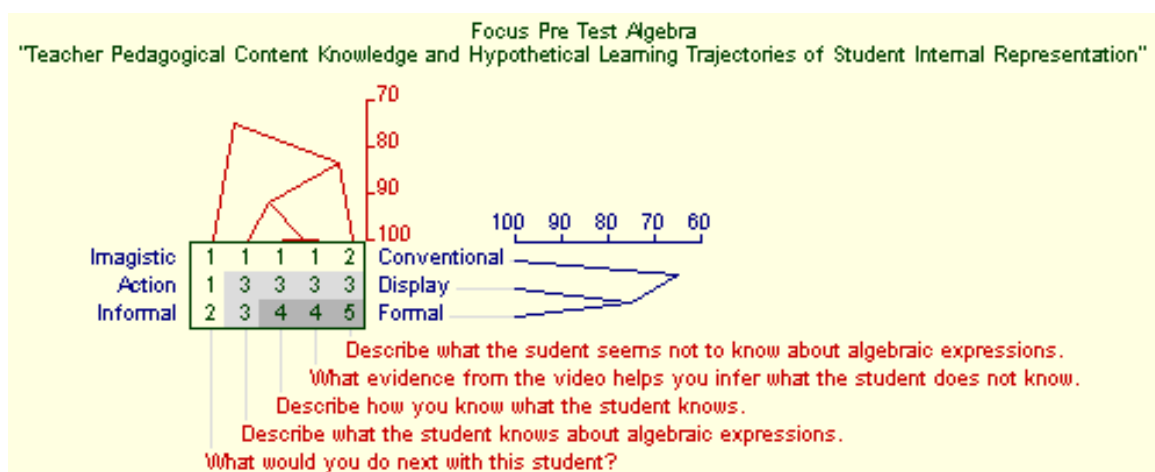 Focus Pre Test Algebra
"Teacher Pedagogical Content Knowledge and Hypothetical Learning Trajectories of Student Internal Representation"
70
80
90
100
100 90 80 70 60
Imagistic 1 1 1 1 2 Conventional
Action 1 3 3 3 3 Display
Informal 2 3 4 4 5 Formal
Describe what the sudent seems not to know about algebraic expressions.
What evidence from the video helps you infer what the student does not know.
Describe how you know what the student knows.
Describe what the student knows about algebraic expressions.
What would you do next with this student?